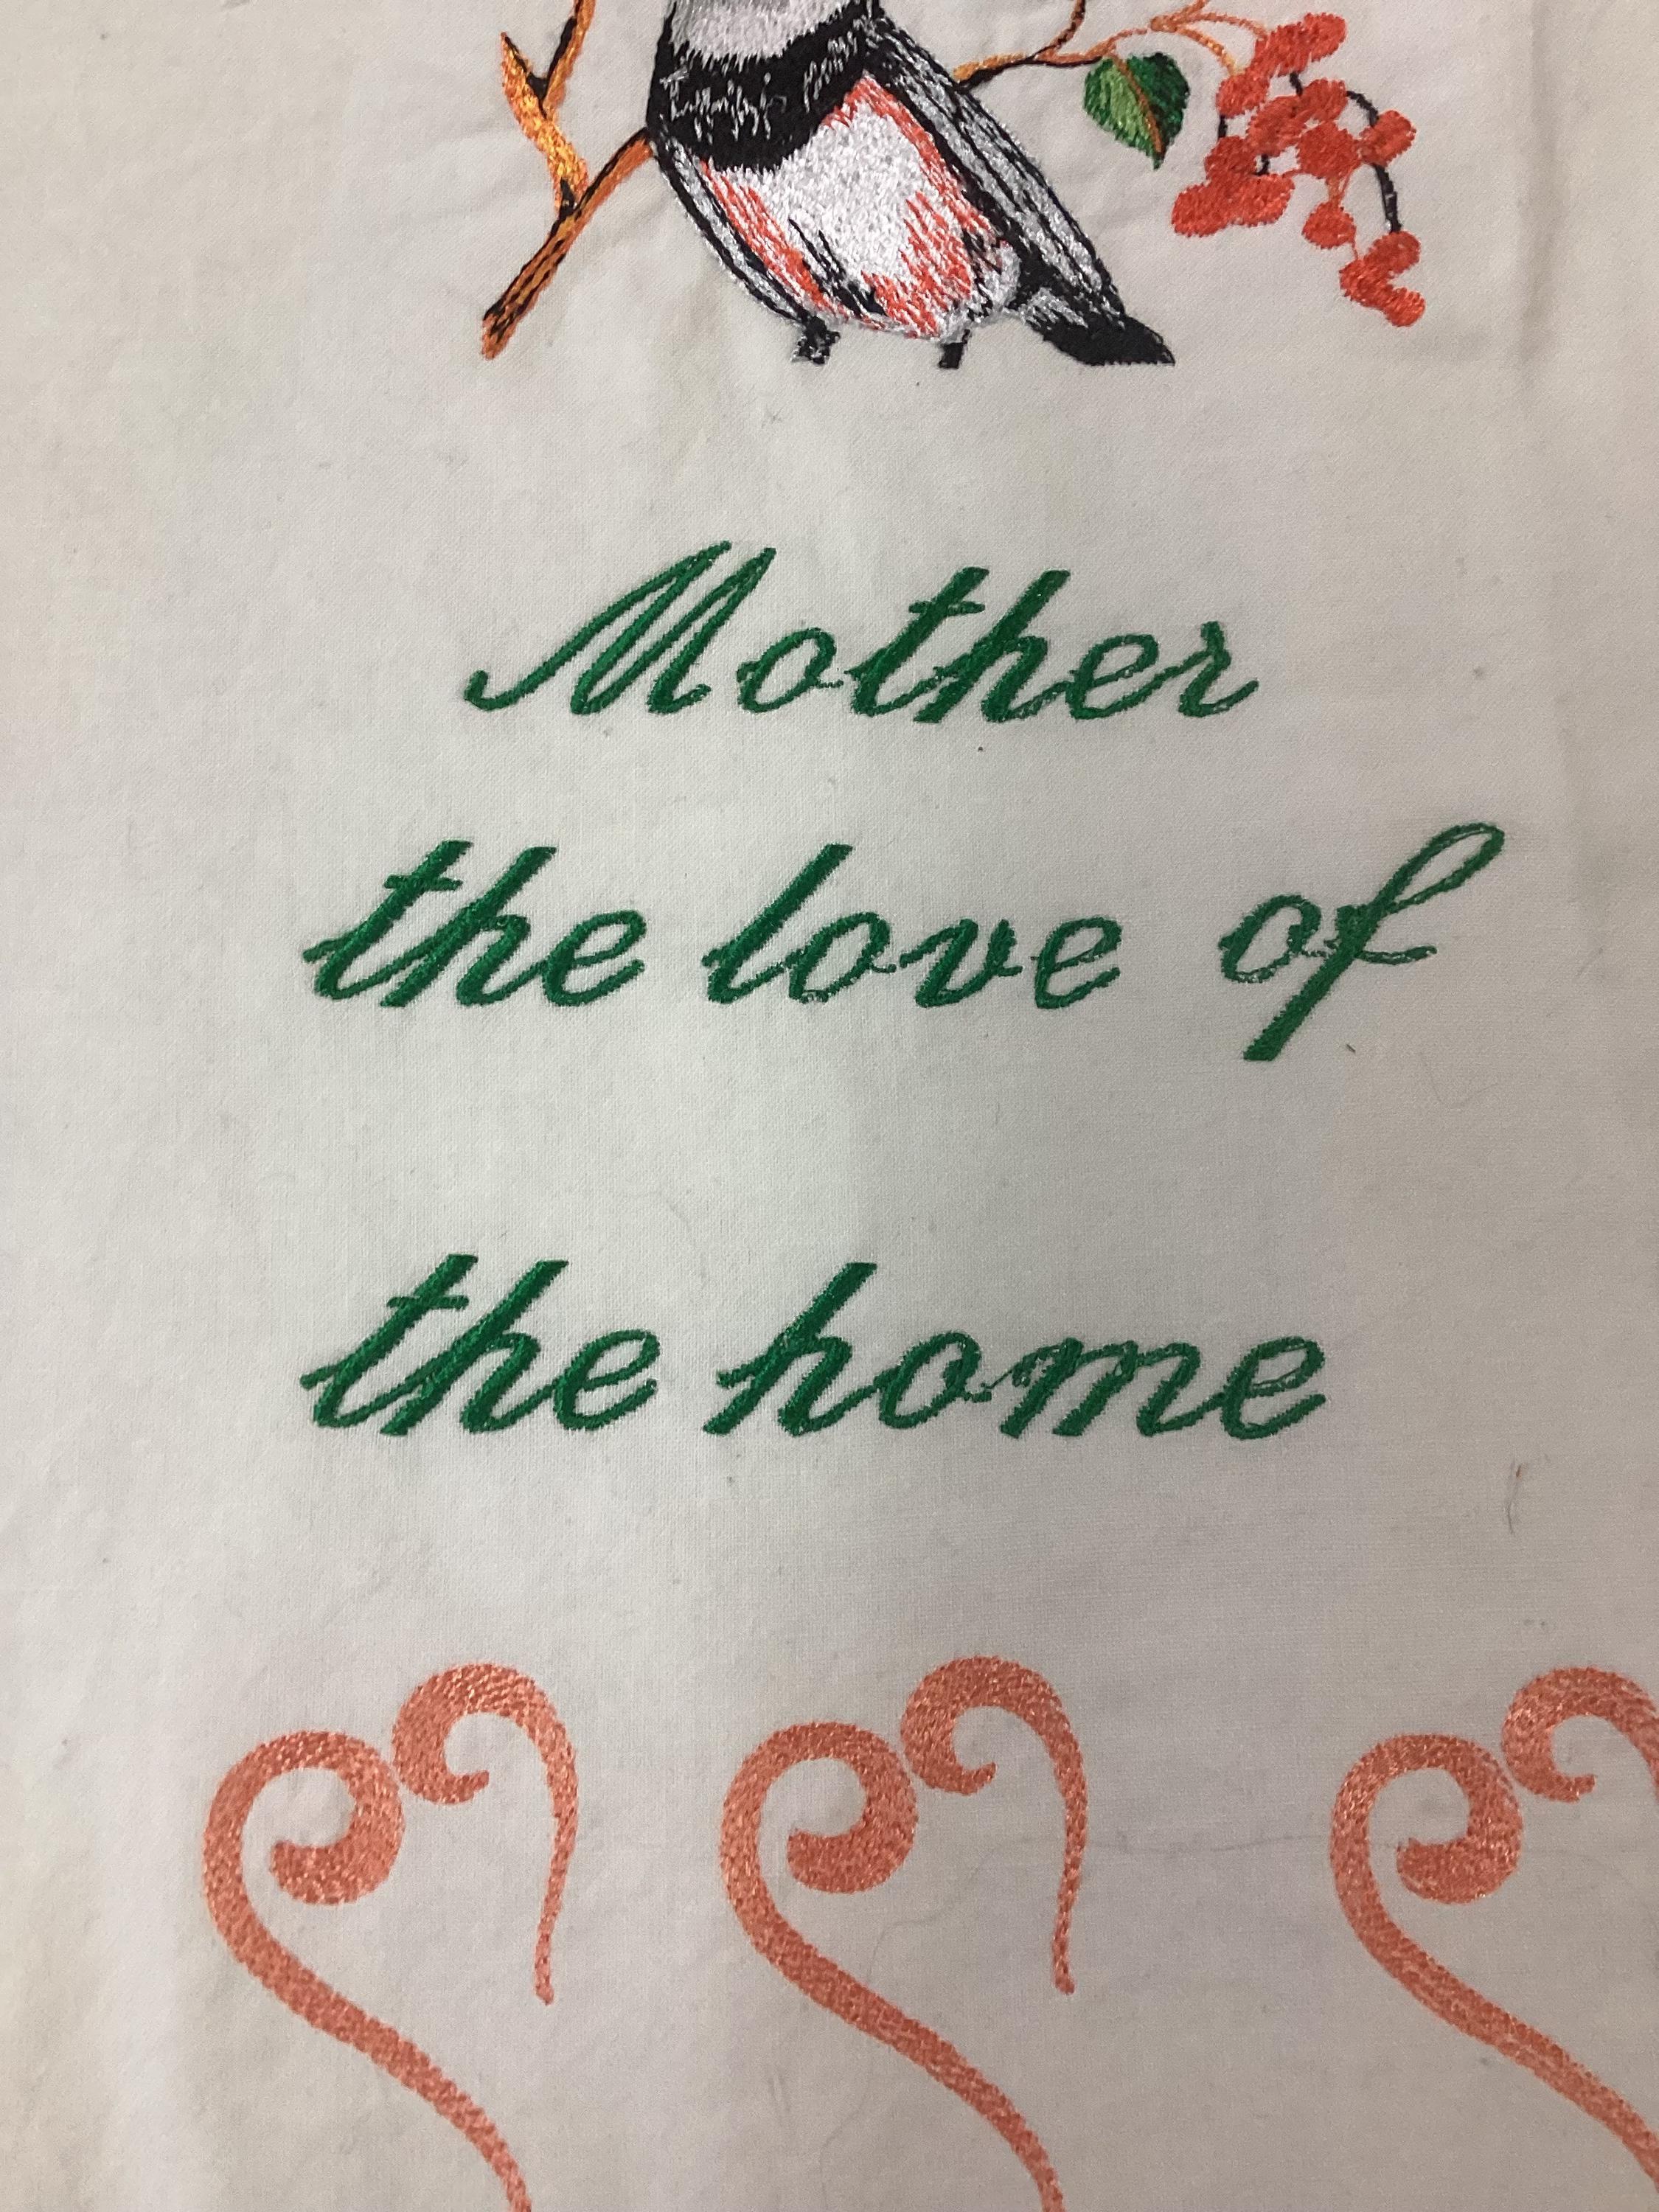 Mother
the love of
the home